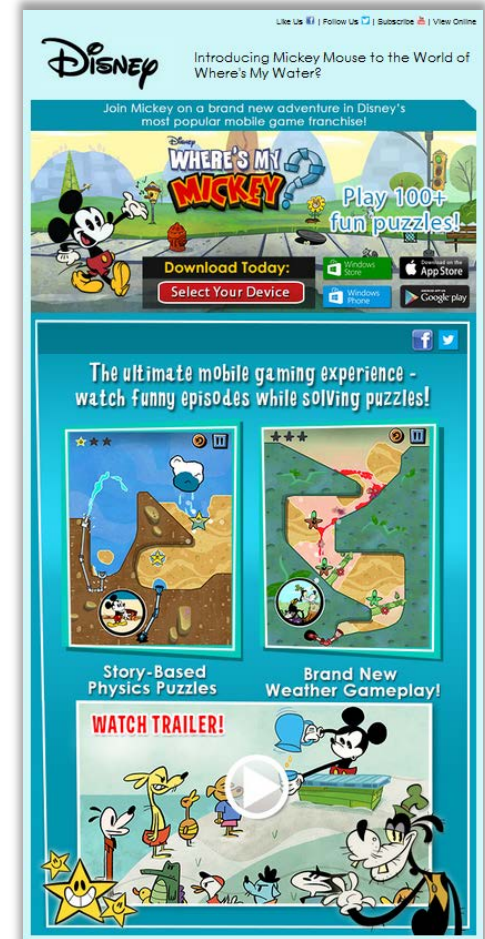 Like Us | Follow Us | Subscribe | View Online
Disney
Introducing Mickey Mouse to the World of
Where's My Water?
Join Mickey on a brand new adventure in Disney's
most popular mobile game franchise!
Disney
WHERE'S MY
MICKEY?
Play 100+
fun puzzles!
Download Today:
Select Your Device
Windows
Store
Download on the
App Store
Windows
Phone
Google play
The ultimate mobile gaming experience -
watch funny episodes while solving puzzles!
Story-Based
Physics Puzzles
Brand New
Weather Gameplay!
WATCH TRAILER!